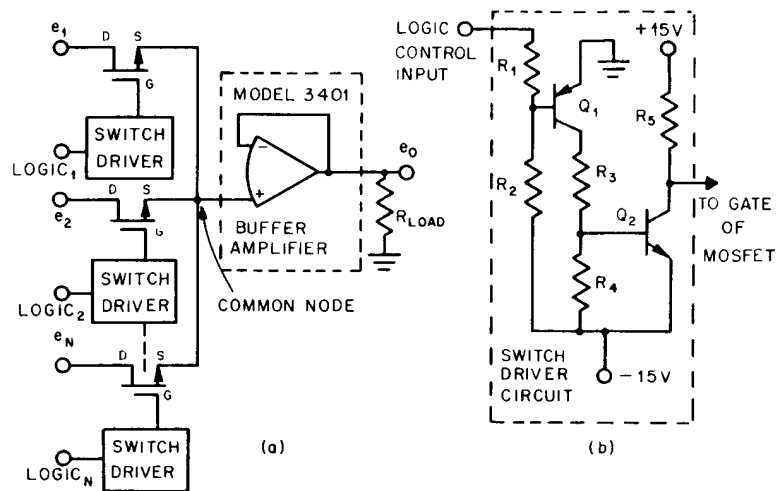 e1
D
S
G
SWITCH
DRIVER
LOGIC1
e2
D
S
G
SWITCH
DRIVER
LOGIC2
eN
D
S
G
SWITCH
DRIVER
LOGICN
MODEL 3401
−
+
eo
RLOAD
BUFFER
AMPLIFIER
COMMON NODE
(a)
LOGIC
CONTROL
INPUT
R1
R2
Q1
R3
R4
Q2
+15V
R5
TO GATE
OF
MOSFET
SWITCH
DRIVER
CIRCUIT
−15V
(b)